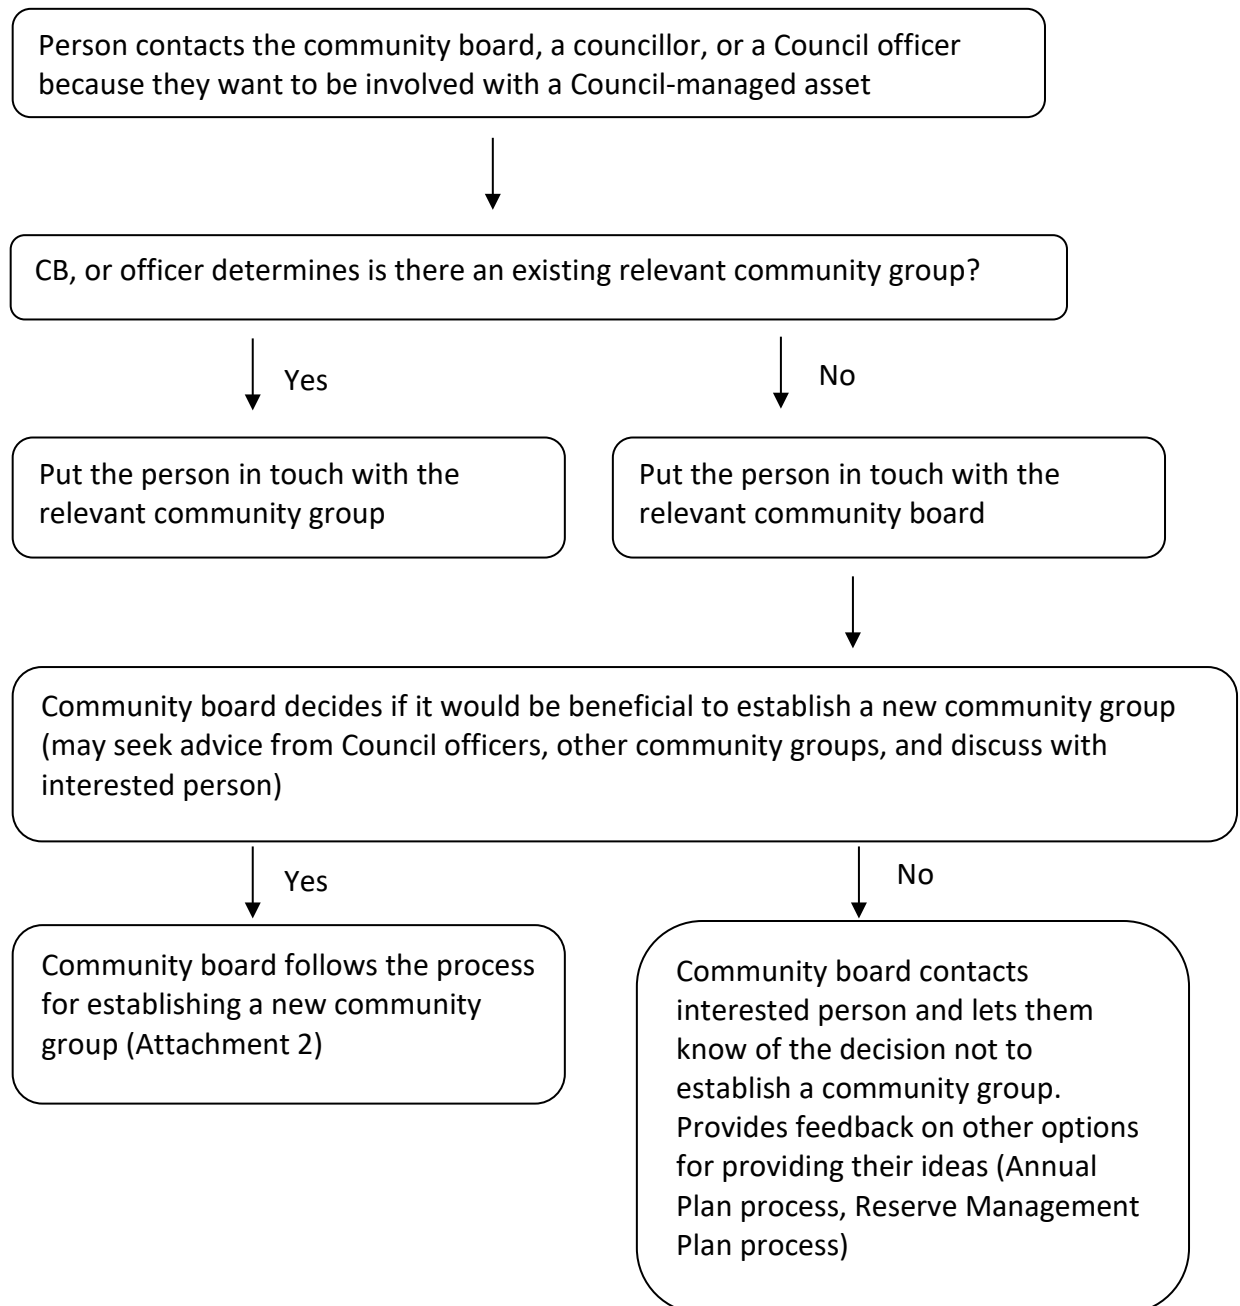 Person contacts the community board, a councillor, or a Council officer
because they want to be involved with a Council-managed asset
CB, or officer determines is there an existing relevant community group?
Yes
No
Put the person in touch with the
relevant community group
Put the person in touch with the
relevant community board
Community board decides if it would be beneficial to establish a new community group
(may seek advice from Council officers, other community groups, and discuss with
interested person)
Yes
No
Community board follows the process
for establishing a new community
group (Attachment 2)
Community board contacts
interested person and lets them
know of the decision not to
establish a community group.
Provides feedback on other options
for providing their ideas (Annual
Plan process, Reserve Management
Plan process)